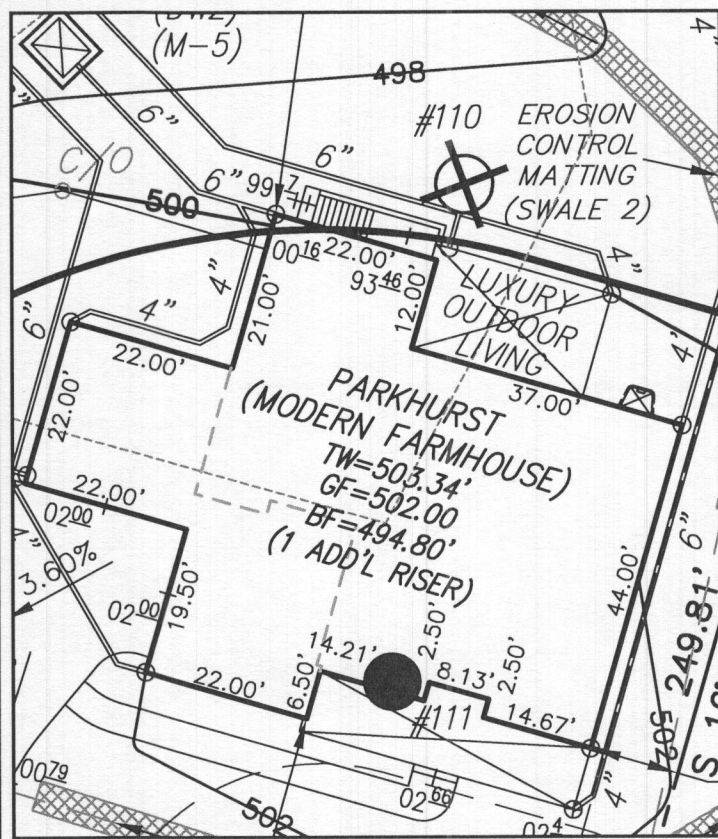 (M-5)
498
#110
EROSION
CONTROL
MATTING
(SWALE 2)
6"
6"
6"
C/O
500
99 7
00 16
22.00'
93 46
4"
4"
4"
21.00'
12.00'
LUXURY
OUTDOOR
LIVING
6"
4"
22.00'
37.00'
22.00'
PARKHURST
(MODERN FARMHOUSE)
TW=503.34'
GF=502.00
BF=494.80'
(1 ADD'L RISER)
22.00'
02 00
3.60%
02 00
19.50'
44.00'
6"
249.81'
14.21'
2.50'
8.13'
2.50'
22.00'
6.50'
#111
14.67'
502
S
00 79
02 66
4"
502